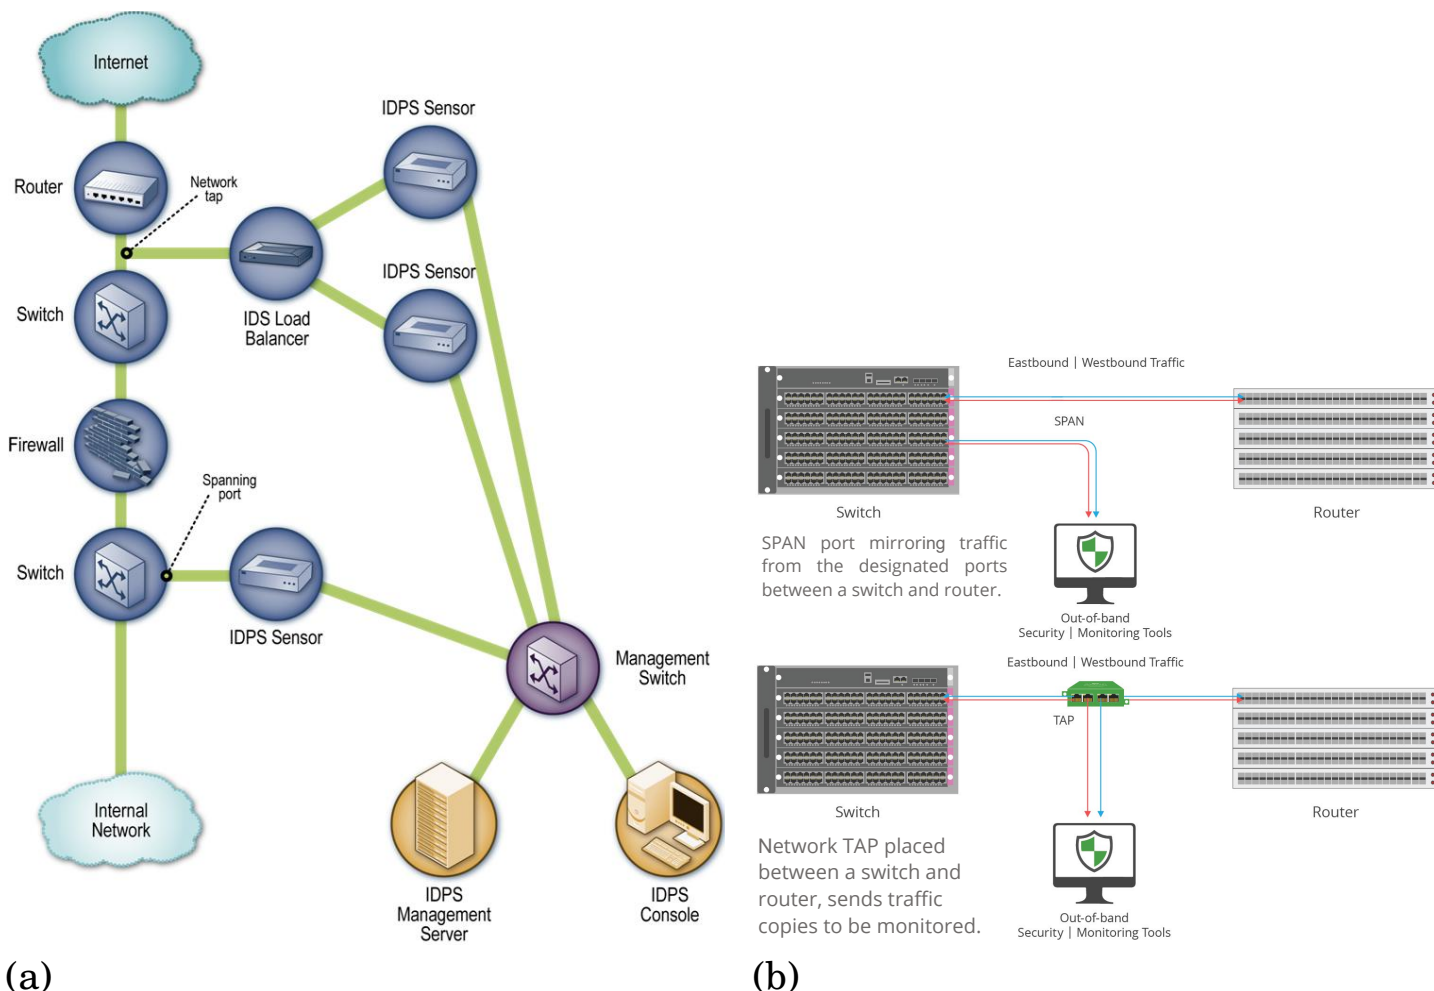 Internet
IDPS Sensor
Router
Network
tap
IDPS Sensor
Switch
IDS Load
Balancer
Firewall
Spanning
port
Switch
IDPS Sensor
Management
Switch
Internal
Network
IDPS
Management
Server
IDPS
Console
(a)
Eastbound | Westbound Traffic
SPAN
Switch
Router
SPAN port mirroring traffic
from the designated ports
between a switch and router.
Out-of-band
Security | Monitoring Tools
Eastbound | Westbound Traffic
TAP
Switch
Router
Network TAP placed
between a switch and
router, sends traffic
copies to be monitored.
Out-of-band
Security | Monitoring Tools
(b)